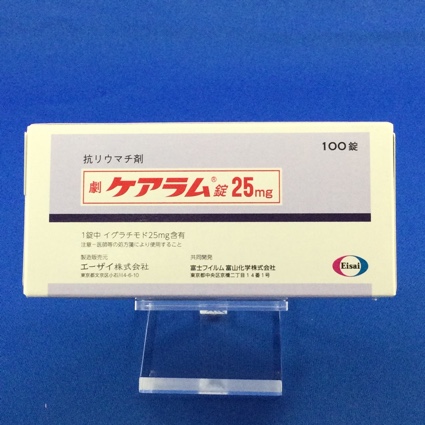 100錠
抗リウマチ剤
劇 ケアラム®錠 25mg
1錠中 イグラチモド25mg含有
注意-医師等の処方箋により使用すること
製造販売元
エーザイ株式会社
東京都文京区小石川4-6-10
共同開発
富士フイルム 富山化学株式会社
東京都中央区京橋二丁目14番1号
Eisai